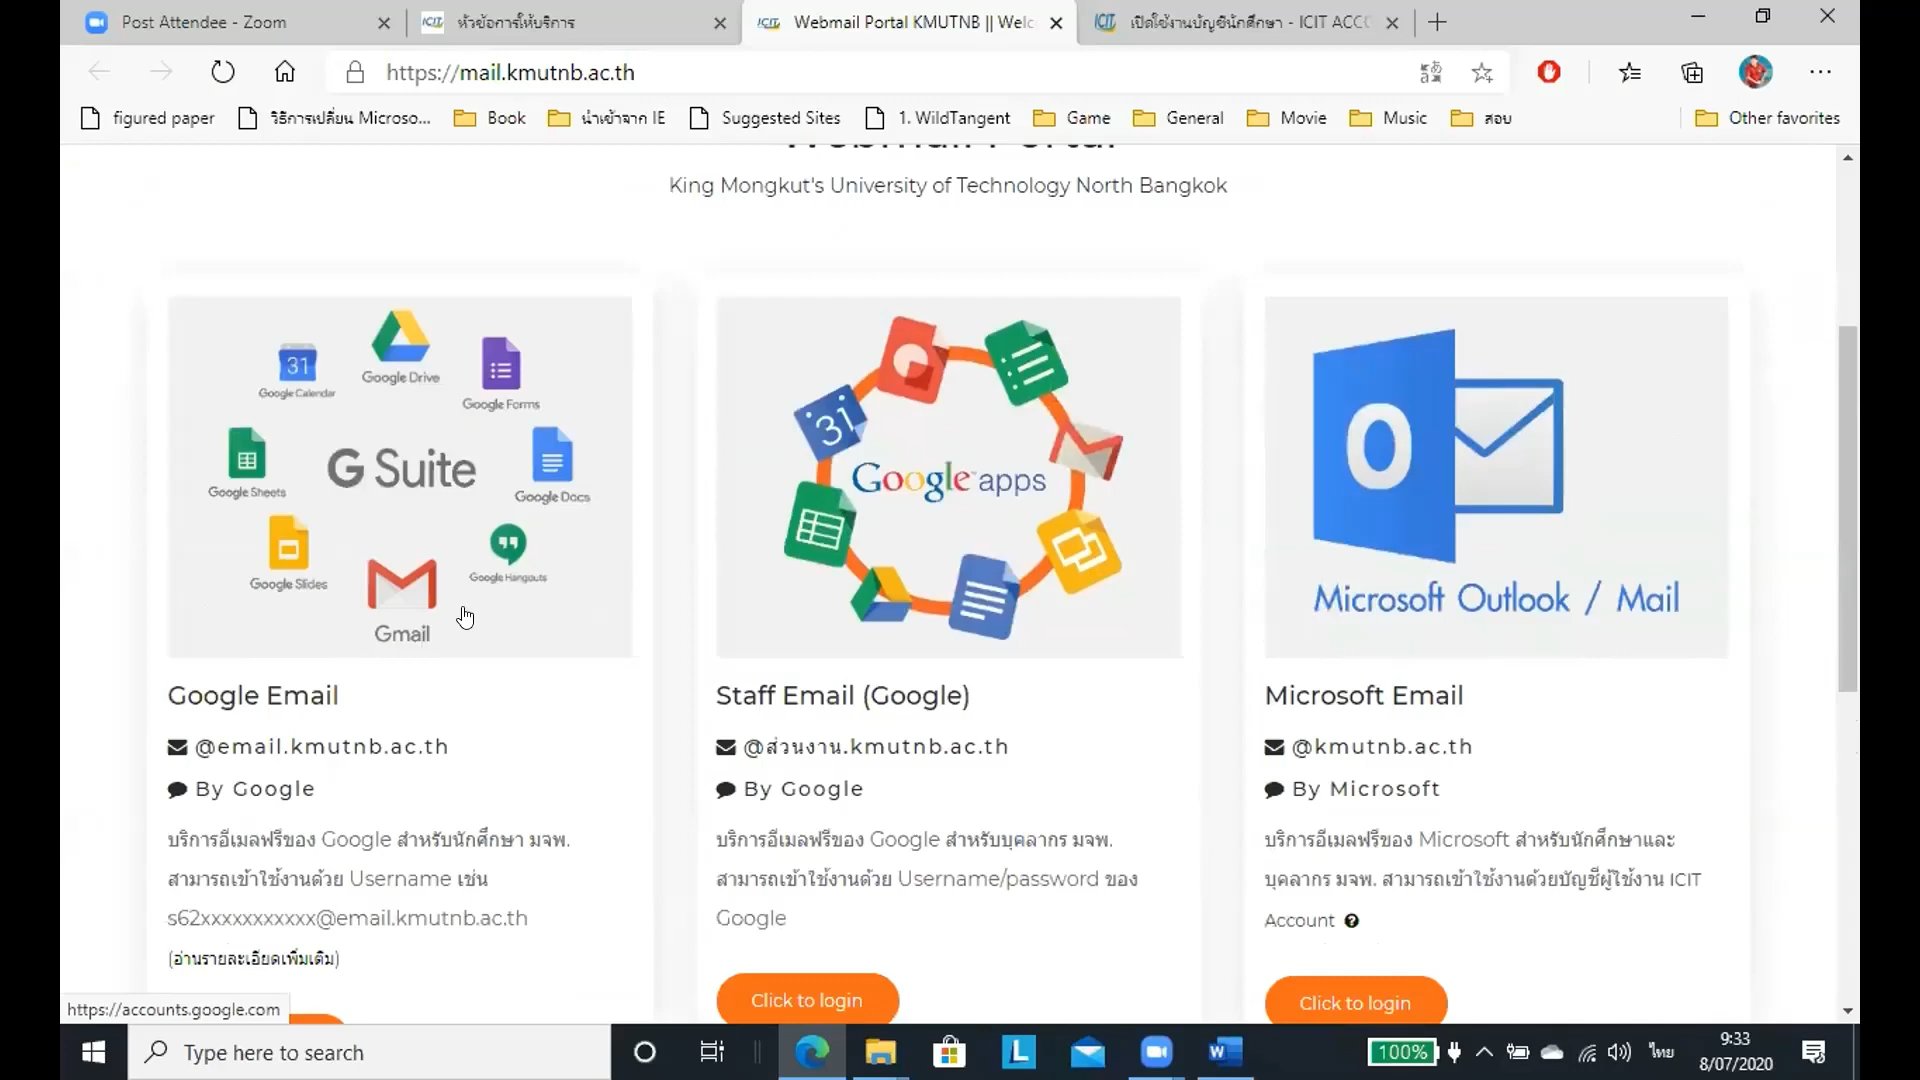 Post Attendee - Zoom
ICIT
หัวข้อการให้บริการ
ICIT
Webmail Portal KMUTNB || Welc
ICIT
เปิดใช้งานบัญชีนักศึกษา - ICIT ACCO
https://mail.kmutnb.ac.th
figured paper
วิธีการเปลี่ยน Microso...
Book
นำเข้าจาก IE
Suggested Sites
1. WildTangent
Game
General
Movie
Music
สอบ
Other favorites
Webmail Portal
King Mongkut's University of Technology North Bangkok
31
Google Calendar
Google Drive
Google Forms
Google Sheets
G Suite
Google Docs
Google Slides
Gmail
Google Hangouts
31
Google apps
O
Microsoft Outlook / Mail
Google Email
@email.kmutnb.ac.th
By Google
บริการอีเมลฟรีของ Google สำหรับนักศึกษา มจพ.
สามารถเข้าใช้งานด้วย Username เช่น
s62xxxxxxxxxxx@email.kmutnb.ac.th
(อ่านรายละเอียดเพิ่มเติม)
Staff Email (Google)
@ส่วนงาน.kmutnb.ac.th
By Google
บริการอีเมลฟรีของ Google สำหรับบุคลากร มจพ.
สามารถเข้าใช้งานด้วย Username/password ของ
Google
Click to login
Microsoft Email
@kmutnb.ac.th
By Microsoft
บริการอีเมลฟรีของ Microsoft สำหรับนักศึกษาและ
บุคลากร มจพ. สามารถเข้าใช้งานด้วยบัญชีผู้ใช้งาน ICIT
Account ?
Click to login
https://accounts.google.com
Type here to search
L
W
100%
ไทย
9:33
8/07/2020